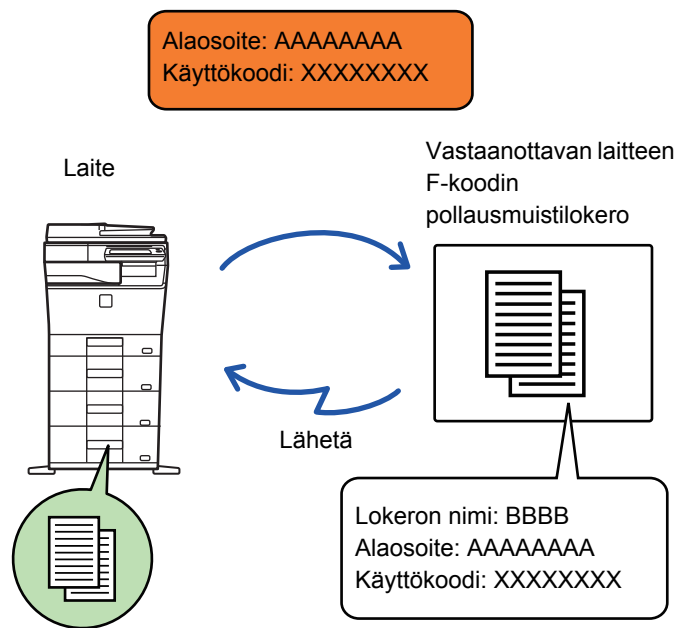 Alaosoite: AAAAAAAA
Käyttökoodi: XXXXXXXX
Laite
Vastaanottavan laitteen
F-koodin
pollausmuistilokero
Lähetä
Lokeron nimi: BBBB
Alaosoite: AAAAAAAA
Käyttökoodi: XXXXXXXX